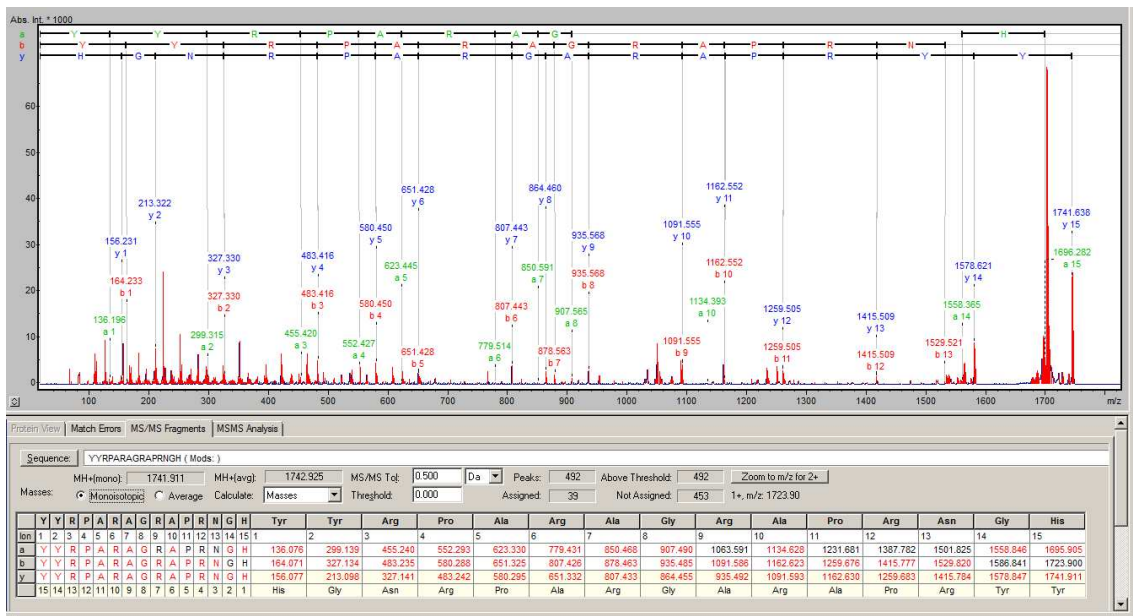 Abs. Int. * 1000
a Y Y R P A R A G H
b Y Y R P A R A G R A P R N
y H G N R P A R G A R A P R Y Y
60
50
40
30
20
10
0
100 200 300 400 500 600 700 800 900 1000 1100 1200 1300 1400 1500 1600 1700 m/z
136.196
a 1
156.231
y 1
164.233
b 1
213.322
y 2
299.315
a 2
327.330
y 3
327.330
b 2
455.420
a 3
483.416
y 4
483.416
b 3
552.427
a 4
580.450
y 5
580.450
b 4
623.445
a 5
651.428
y 6
651.428
b 5
779.514
a 6
807.443
y 7
807.443
b 6
850.591
a 7
864.460
y 8
878.563
b 7
907.565
a 8
935.568
y 9
935.568
b 8
1091.555
y 10
1091.555
b 9
1134.393
a 10
1162.552
y 11
1162.552
b 10
1259.505
y 12
1259.505
b 11
1415.509
y 13
1415.509
b 12
1529.521
b 13
1558.365
a 14
1578.621
y 14
1696.282
a 15
1741.638
y 15
Protein View Match Errors MS/MS Fragments MSMS Analysis
Sequence: YYRPARAGRAPRNGH ( Mods: )
MH+(mono): 1741.911 MH+(avg): 1742.925 MS/MS Tol: 0.500 Da Peaks: 492 Above Threshold: 492 Zoom to m/z for 2+
Masses: Monoisotopic Average Calculate: Masses Threshold: 0.000 Assigned: 39 Not Assigned: 453 1+, m/z: 1723.90
Y Y R P A R A G R A P R N G H Tyr Tyr Arg Pro Ala Arg Ala Gly Arg Ala Pro Arg Asn Gly His
Ion 1 2 3 4 5 6 7 8 9 10 11 12 13 14 15 1 2 3 4 5 6 7 8 9 10 11 12 13 14 15
a Y Y R P A R A G R A P R N G H 136.076 299.139 455.240 552.293 623.330 779.431 850.468 907.490 1063.591 1134.628 1231.681 1387.782 1501.825 1558.846 1695.905
b Y Y R P A R A G R A P R N G H 164.071 327.134 483.235 580.288 651.325 807.426 878.463 935.485 1091.586 1162.623 1259.676 1415.777 1529.820 1586.841 1723.900
y Y Y R P A R A G R A P R N G H 156.077 213.098 327.141 483.242 580.295 651.332 807.433 864.455 935.492 1091.593 1162.630 1259.683 1415.784 1578.847 1741.911
15 14 13 12 11 10 9 8 7 6 5 4 3 2 1 His Gly Asn Arg Pro Ala Arg Gly Ala Arg Ala Pro Arg Tyr Tyr